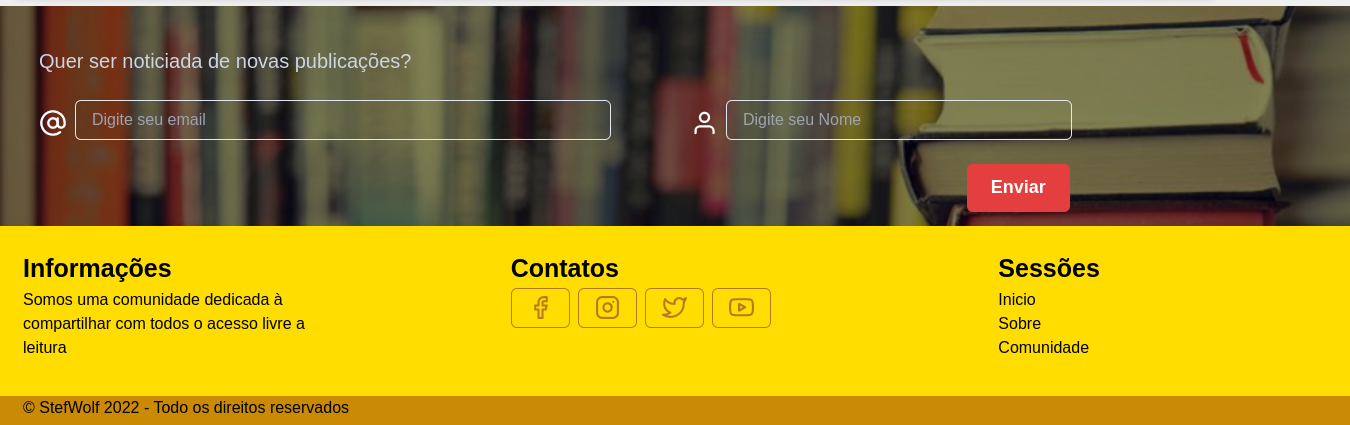 Quer ser noticiada de novas publicações?
Digite seu email
Digite seu Nome
Enviar
Informações
Somos uma comunidade dedicada à
compartilhar com todos o acesso livre a
leitura
Contatos
Sessões
Inicio
Sobre
Comunidade
© StefWolf 2022 - Todo os direitos reservados